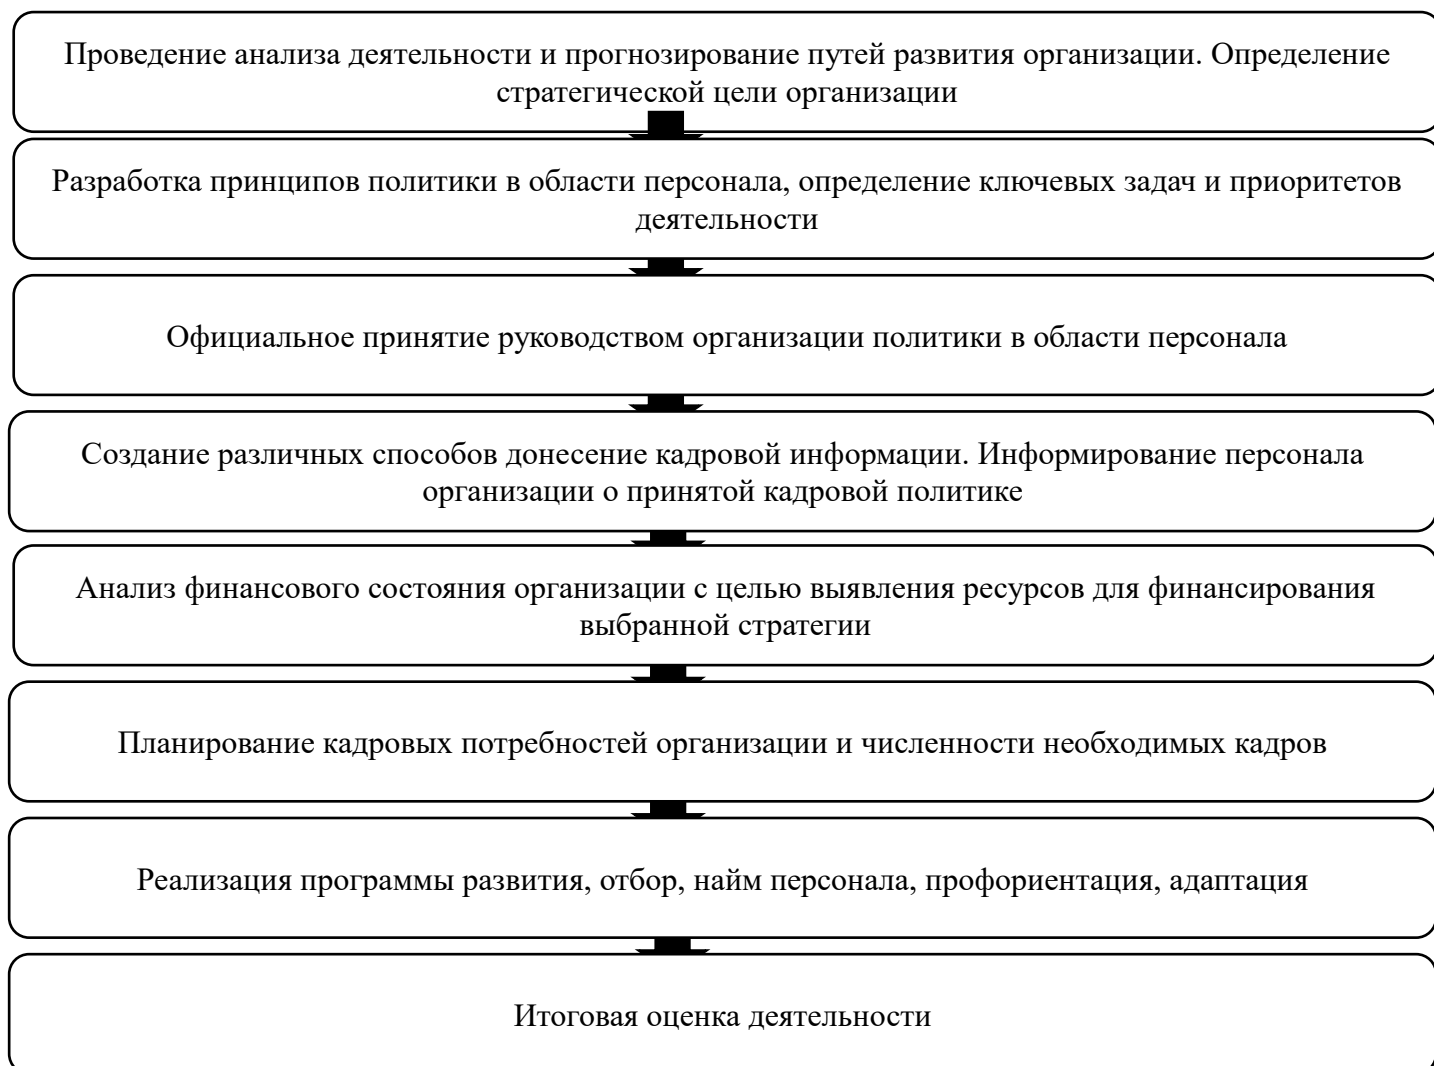 Проведение анализа деятельности и прогнозирование путей развития организации. Определение
стратегической цели организации
Разработка принципов политики в области персонала, определение ключевых задач и приоритетов
деятельности
Официальное принятие руководством организации политики в области персонала
Создание различных способов донесение кадровой информации. Информирование персонала
организации о принятой кадровой политике
Анализ финансового состояния организации с целью выявления ресурсов для финансирования
выбранной стратегии
Планирование кадровых потребностей организации и численности необходимых кадров
Реализация программы развития, отбор, найм персонала, профориентация, адаптация
Итоговая оценка деятельности